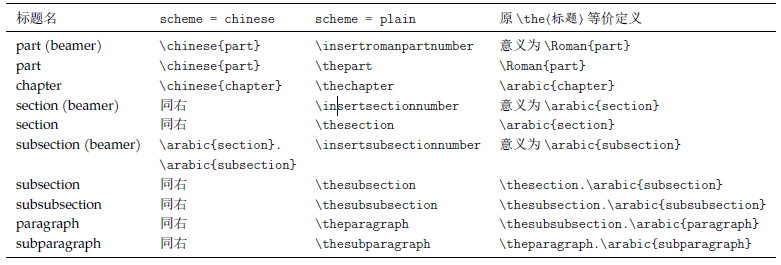 标题名 scheme = chinese scheme = plain 原 \the⟨标题⟩ 等价定义
part (beamer) \chinese{part} \insertromanpartnumber 意义为 \Roman{part}
part \chinese{part} \thepart \Roman{part}
chapter \chinese{chapter} \thechapter \arabic{chapter}
section (beamer) 同右 \insertsectionnumber 意义为 \arabic{section}
section 同右 \thesection \arabic{section}
subsection (beamer) \arabic{section}. \insertsubsectionnumber 意义为 \arabic{subsection}
\arabic{subsection}
subsection 同右 \thesubsection \thesection.\arabic{subsection}
subsubsection 同右 \thesubsubsection \thesubsection.\arabic{subsubsection}
paragraph 同右 \theparagraph \thesubsubsection.\arabic{paragraph}
subparagraph 同右 \thesubparagraph \theparagraph.\arabic{subparagraph}